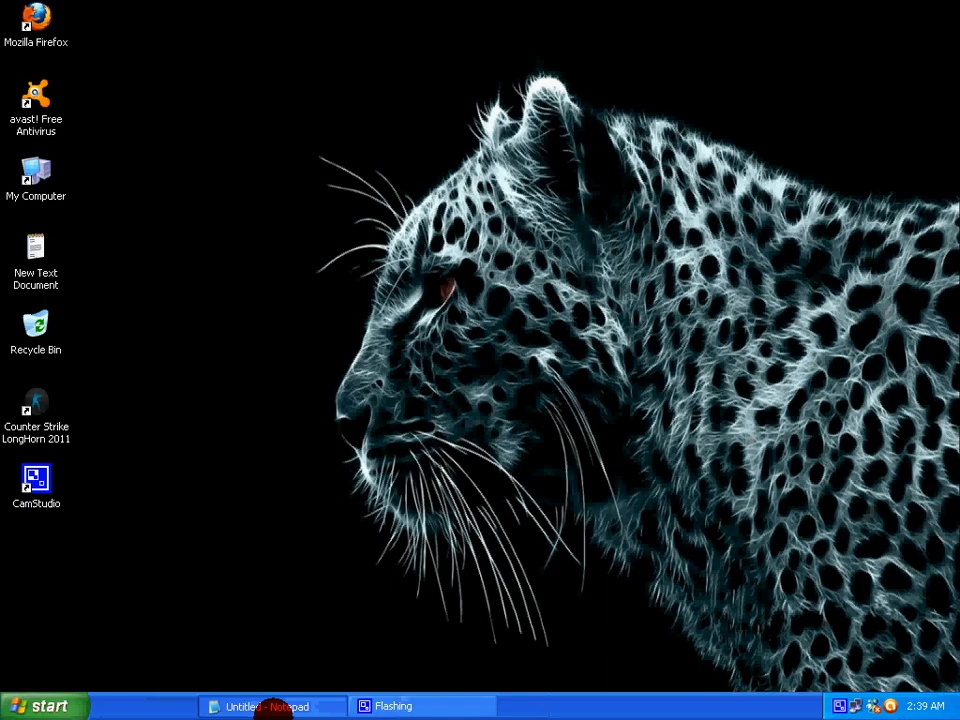 Mozilla Firefox
avast! Free
Antivirus
My Computer
New Text
Document
Recycle Bin
Counter Strike
LongHorn 2011
CamStudio
start
Untitled - Notepad
Flashing
2:39 AM